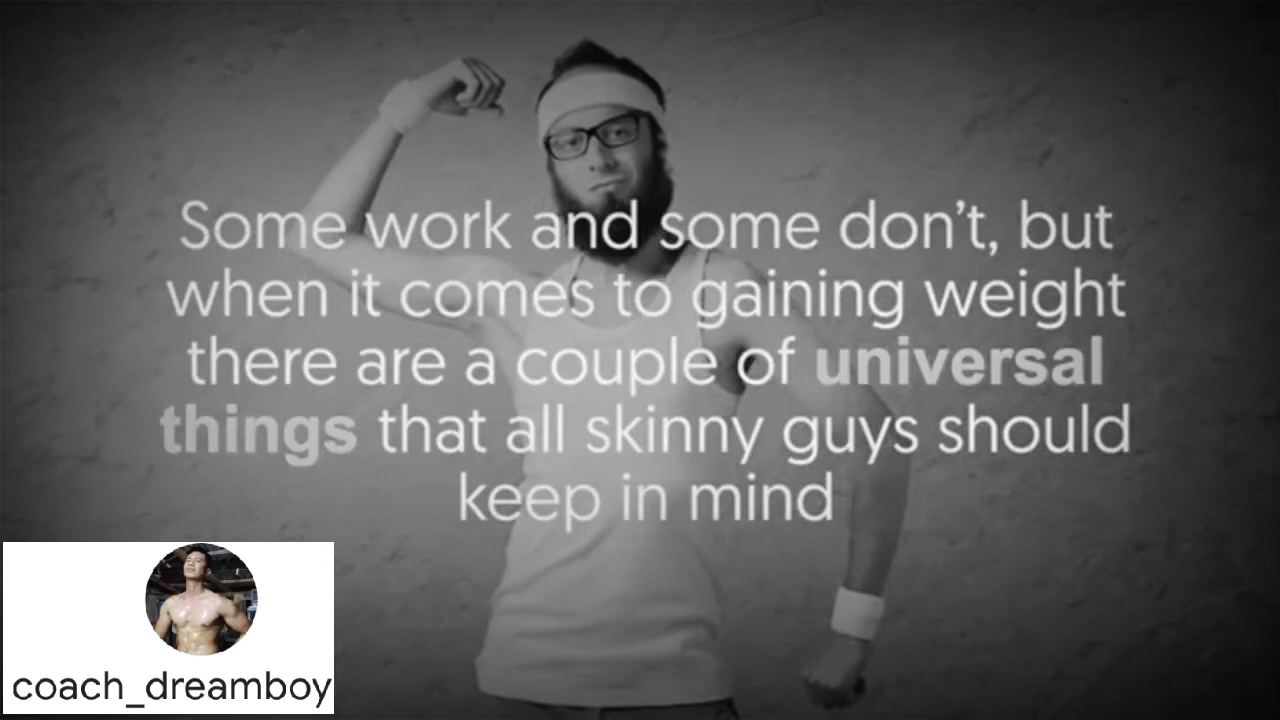 Some work and some don’t, but
when it comes to gaining weight
there are a couple of universal
things that all skinny guys should
keep in mind
coach_dreamboy